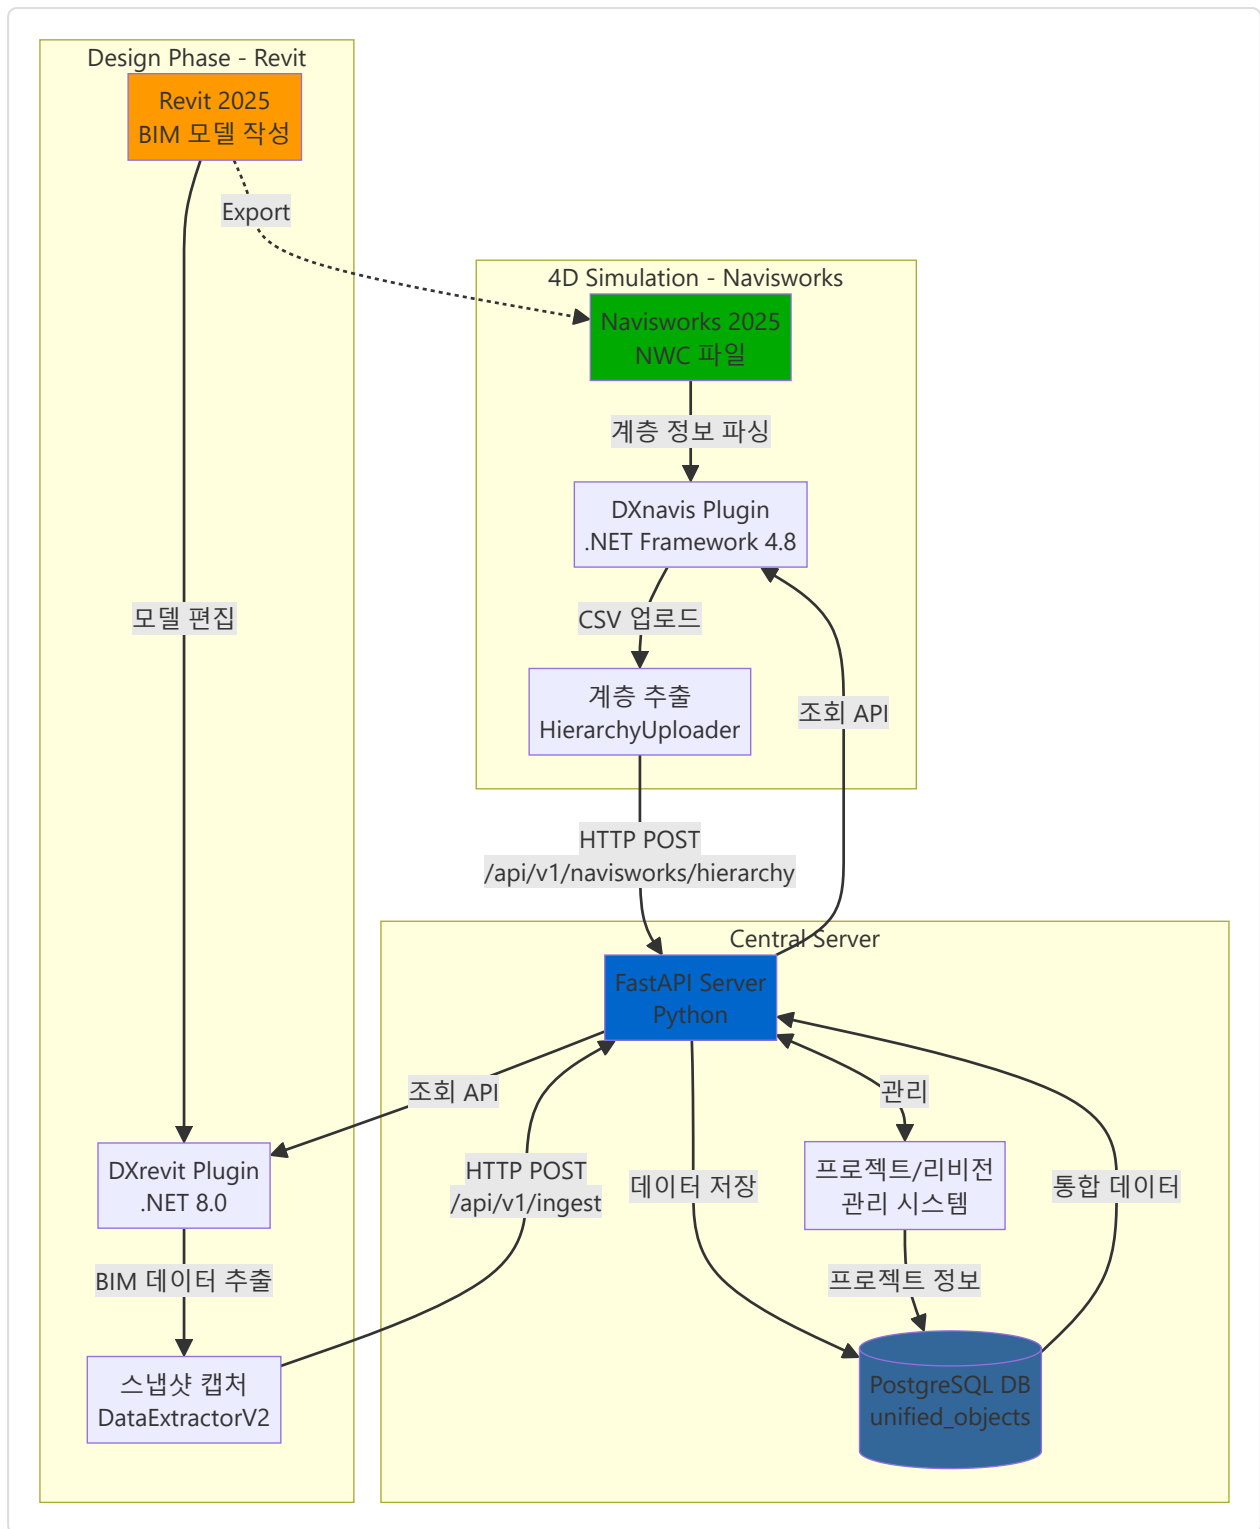 Design Phase - Revit
Revit 2025
BIM 모델 작성
Export
4D Simulation - Navisworks
Navisworks 2025
NWC 파일
계층 정보 파싱
DXnavis Plugin
.NET Framework 4.8
모델 편집
CSV 업로드
계층 추출
HierarchyUploader
조회 API
HTTP POST
/api/v1/navisworks/hierarchy
Central Server
FastAPI Server
Python
조회 API
관리
DXrevit Plugin
.NET 8.0
HTTP POST
/api/v1/ingest
데이터 저장
프로젝트/리비전
관리 시스템
통합 데이터
BIM 데이터 추출
프로젝트 정보
스냅샷 캡처
DataExtractorV2
PostgreSQL DB
unified_objects